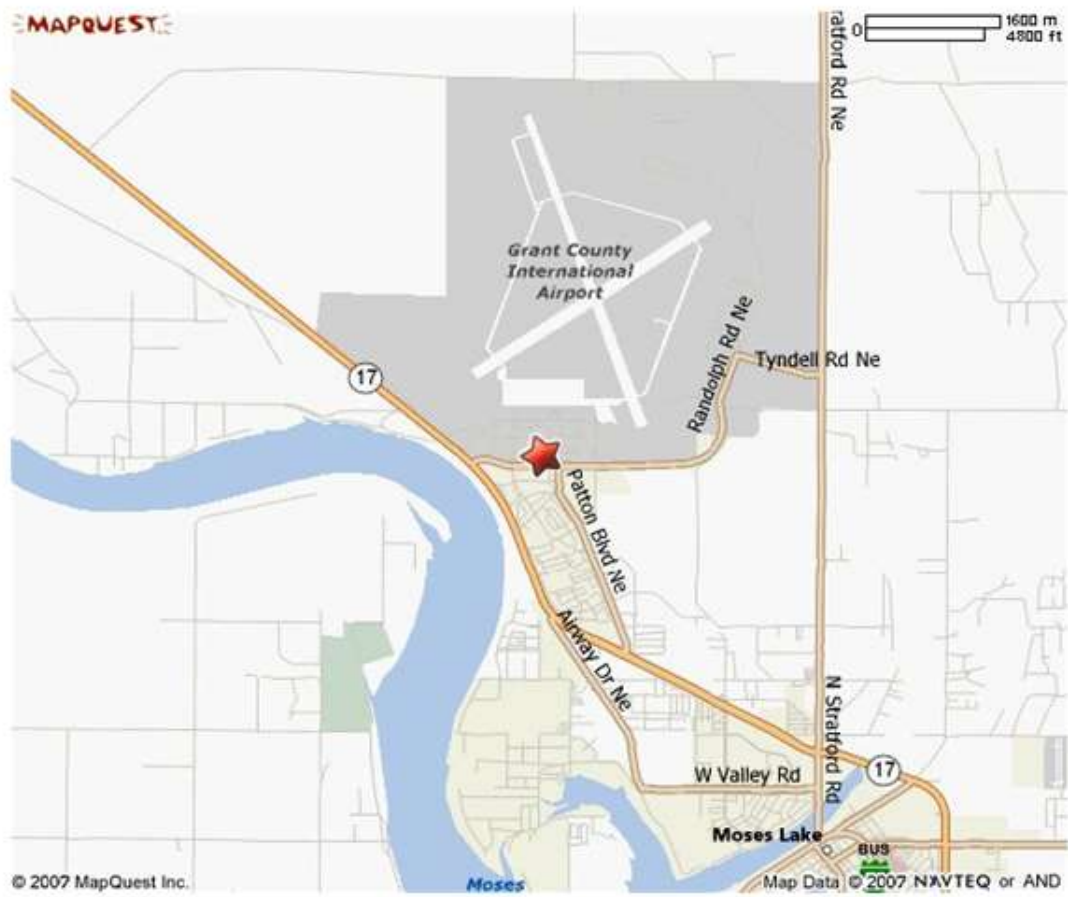 MAPQUEST
0
1600 m
4800 ft
ratford Rd Ne
Grant County
International
Airport
Randolph Rd Ne
Tyndell Rd Ne
17
Patton Blvd Ne
Airway Dr Ne
N Stratford Rd
W Valley Rd
17
Moses Lake
BUS
Moses
© 2007 MapQuest Inc.
Map Data © 2007 NAVTEQ or AND